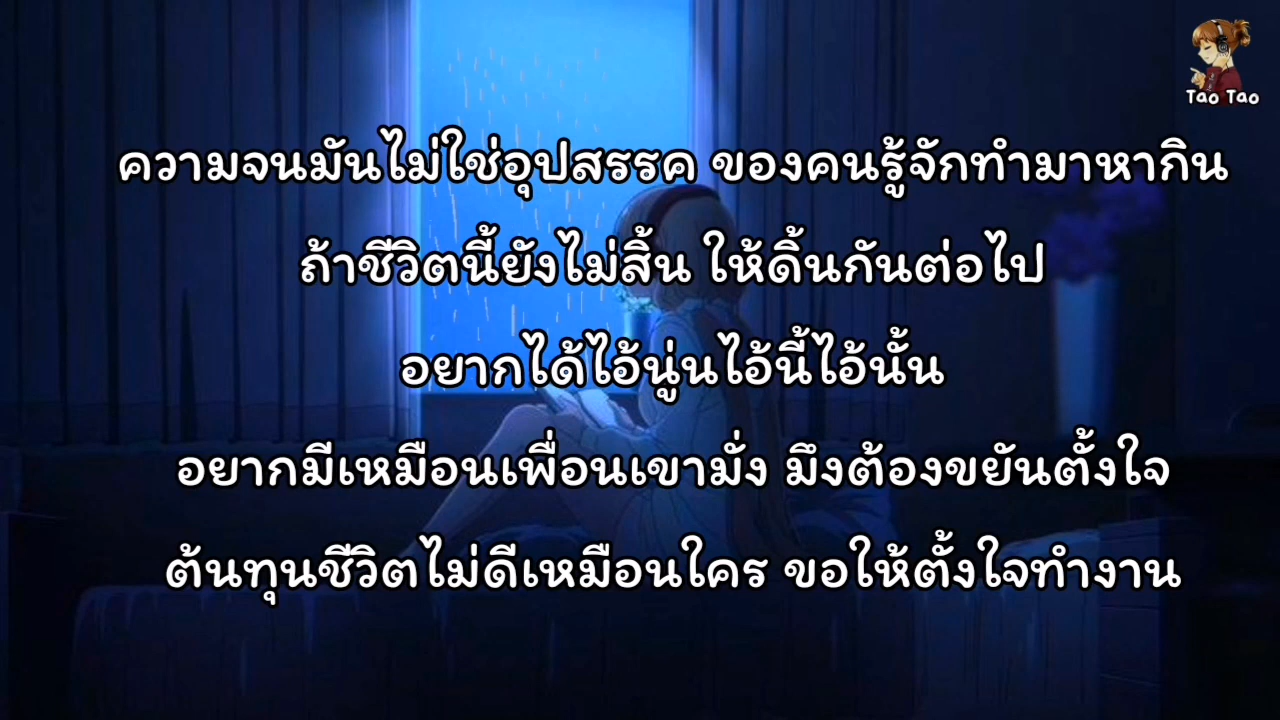 Tao Tao
ความจนมันไม่ใช่อุปสรรค ของคนรู้จักทำมาหากิน
ถ้าชีวิตนี้ยังไม่สิ้น ให้ดิ้นกันต่อไป
อยากได้ไอ้นู่นไอ้นี้ไอ้นั้น
อยากมีเหมือนเพื่อนเขามั่ง มึงต้องขยันตั้งใจ
ต้นทุนชีวิตไม่ดีเหมือนใคร ขอให้ตั้งใจทำงาน